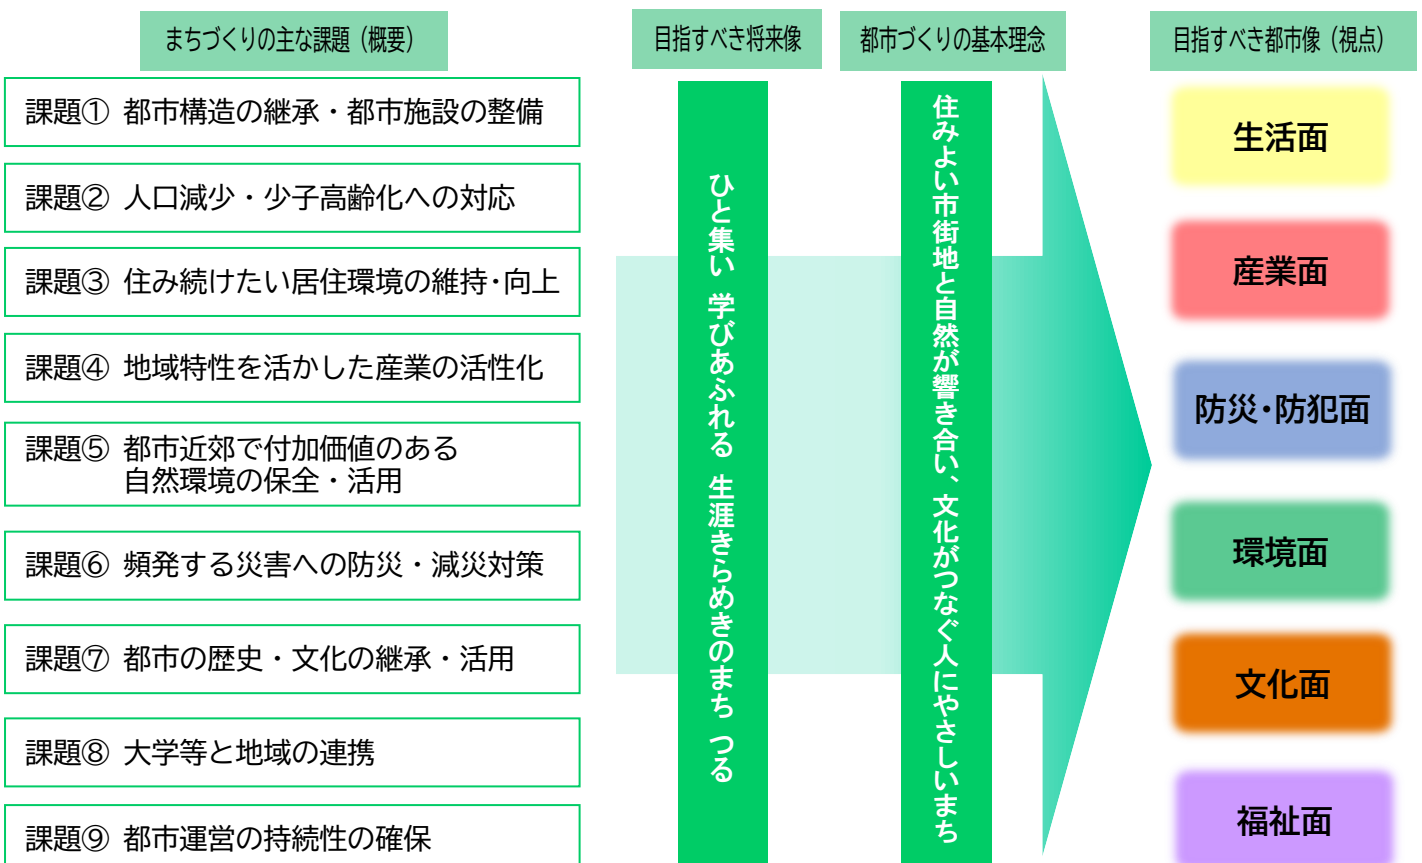 まちづくりの主な課題（概要）
課題① 都市構造の継承・都市施設の整備
課題② 人口減少・少子高齢化への対応
課題③ 住み続けたい居住環境の維持・向上
課題④ 地域特性を活かした産業の活性化
課題⑤ 都市近郊で付加価値のある
自然環境の保全・活用
課題⑥ 頻発する災害への防災・減災対策
課題⑦ 都市の歴史・文化の継承・活用
課題⑧ 大学等と地域の連携
課題⑨ 都市運営の持続性の確保
目指すべき将来像
ひと集い 学びあふれる 生涯きらめきのまち つる
都市づくりの基本理念
住みよい市街地と自然が響き合い、文化がつなぐ人にやさしいまち
目指すべき都市像（視点）
生活面
産業面
防災・防犯面
環境面
文化面
福祉面